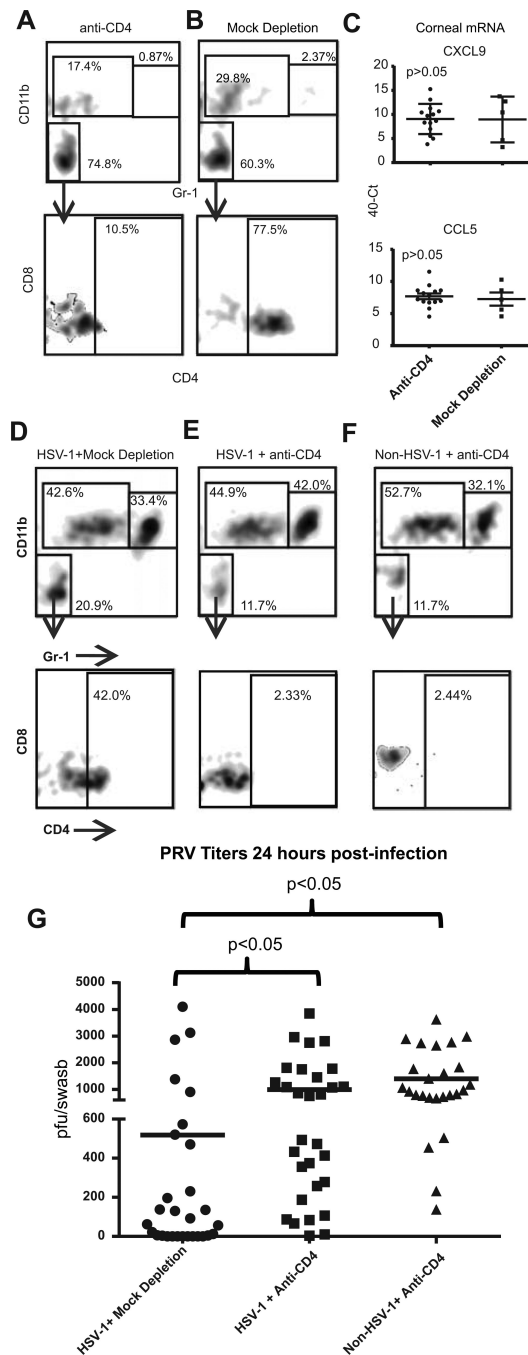 A
anti-CD4
0.87%
17.4%
74.8%
CD11b
Gr-1
10.5%
CD8
CD4
B
Mock Depletion
2.37%
29.8%
60.3%
77.5%
C
Corneal mRNA
CXCL9
20
15
10
5
0
p>0.05
40-Ct
CCL5
15
10
5
0
p>0.05
Anti-CD4
Mock Depletion
D
HSV-1+Mock Depletion
42.6%
33.4%
20.9%
CD11b
Gr-1
42.0%
CD8
CD4
E
HSV-1 + anti-CD4
42.0%
44.9%
11.7%
2.33%
F
Non-HSV-1 + anti-CD4
52.7%
32.1%
11.7%
2.44%
PRV Titers 24 hours post-infection
G
p<0.05
p<0.05
pfu/swasb
5000
4000
3000
2000
1000
600
400
200
0
HSV-1+ Mock Depletion
HSV-1 + Anti-CD4
Non-HSV-1+ Anti-CD4